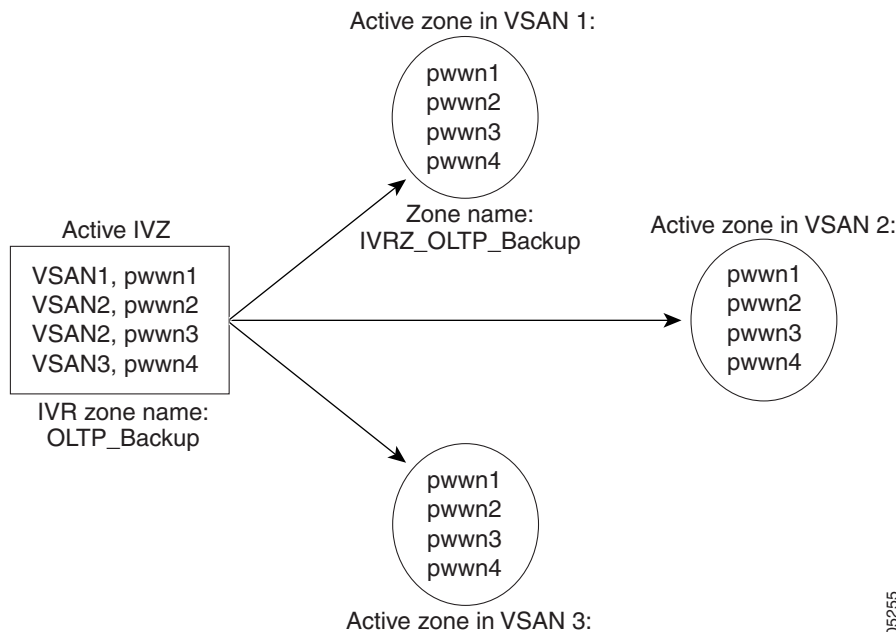 Active zone in VSAN 1:
pwwn1
pwwn2
pwwn3
pwwn4
Zone name:
IVRZ_OLTP_Backup
Active IVZ
VSAN1, pwwn1
VSAN2, pwwn2
VSAN2, pwwn3
VSAN3, pwwn4
IVR zone name:
OLTP_Backup
Active zone in VSAN 2:
pwwn1
pwwn2
pwwn3
pwwn4
pwwn1
pwwn2
pwwn3
pwwn4
Active zone in VSAN 3: